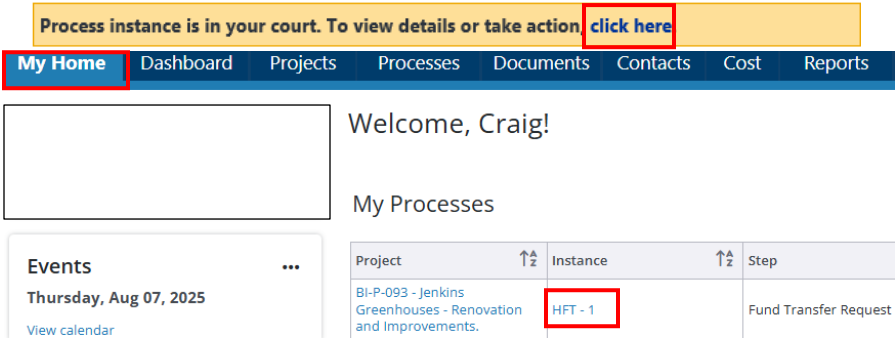 Process instance is in your court. To view details or take action, click here.
My Home Dashboard Projects Processes Documents Contacts Cost Reports
Welcome, Craig!
My Processes
Events ...
Thursday, Aug 07, 2025
View calendar
Project Instance Step
BI-P-093 - Jenkins
Greenhouses - Renovation
and Improvements.
HFT - 1
Fund Transfer Request